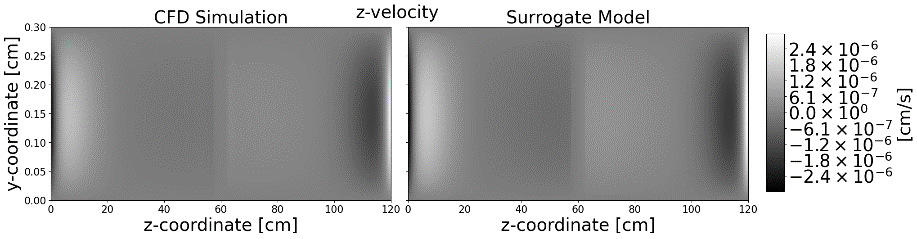 z-velocity
CFD Simulation
Surrogate Model
y-coordinate [cm]
0.30
0.25
0.20
0.15
0.10
0.05
0.00
0 20 40 60 80 100 120
z-coordinate [cm]
0 20 40 60 80 100 120
z-coordinate [cm]
2.4 × 10⁻⁶
1.8 × 10⁻⁶
1.2 × 10⁻⁶
6.1 × 10⁻⁷
0.0 × 10⁰
−6.1 × 10⁻⁷
−1.2 × 10⁻⁶
−1.8 × 10⁻⁶
−2.4 × 10⁻⁶
[cm/s]